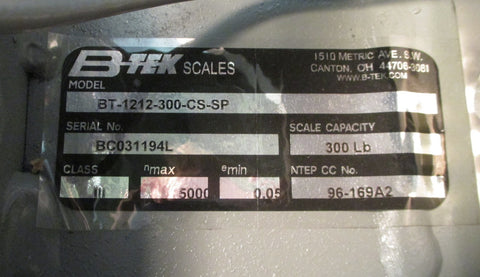 B-TEK SCALES
1510 METRIC AVE. S.W.
CANTON, OH 44706-3081
WWW.B-TEK.COM
MODEL
BT-1212-300-CS-SP
SERIAL No. SCALE CAPACITY
BC031194L 300 Lb
CLASS nmax emin NTEP CC No.
III 5000 0.05 96-169A2